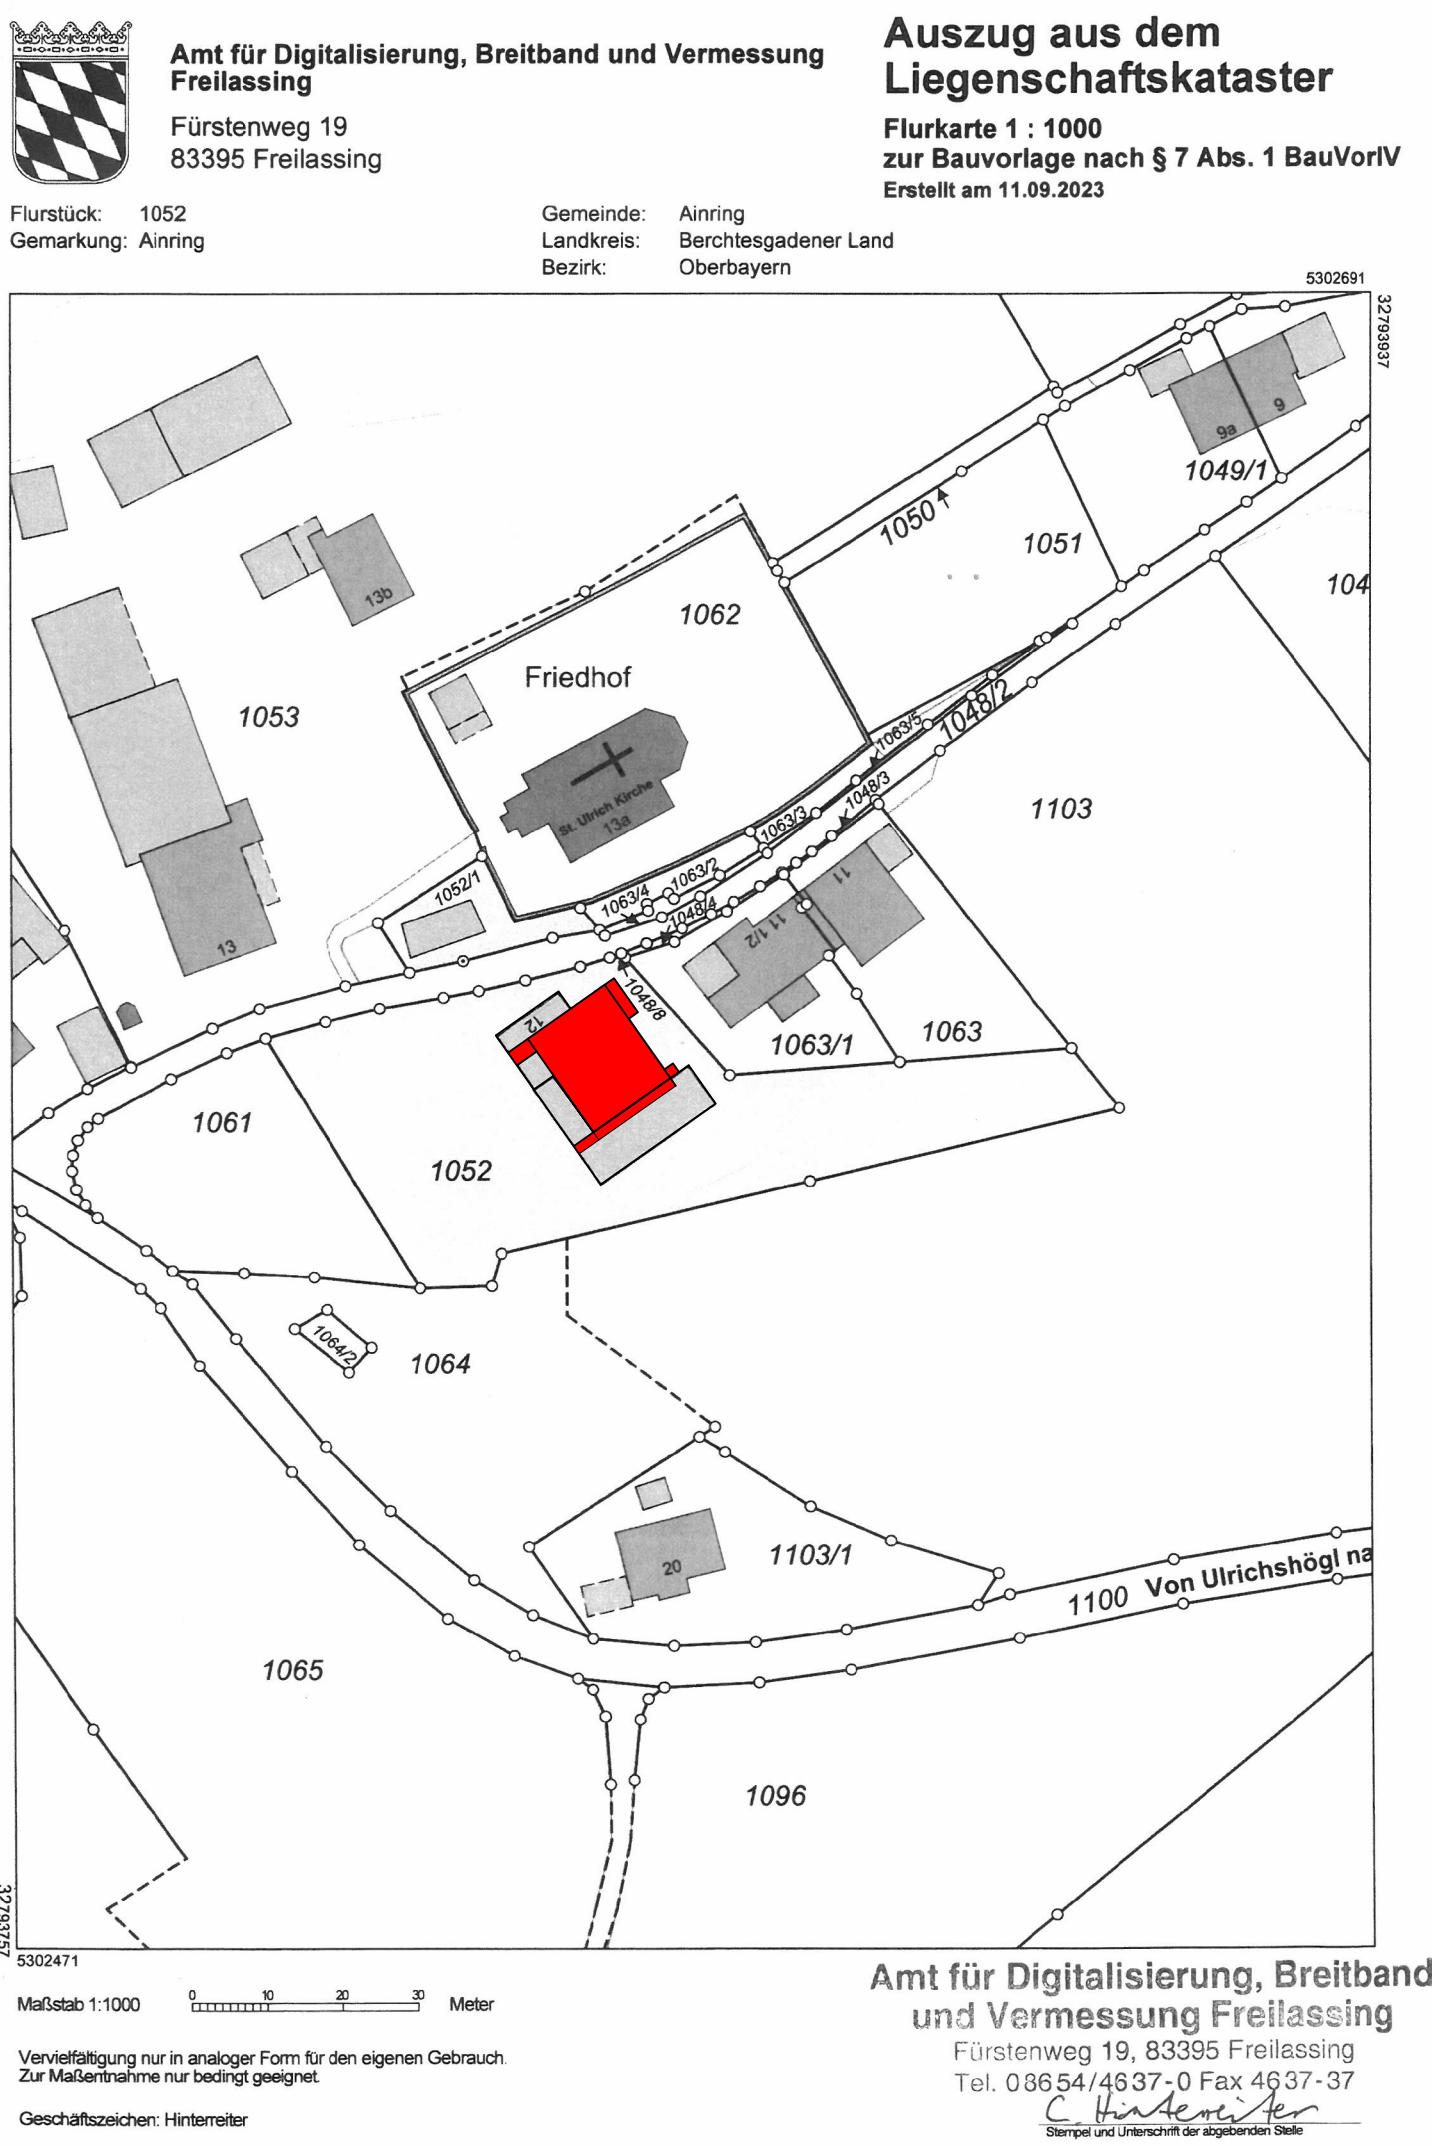 Amt für Digitalisierung, Breitband und Vermessung
Freilassing
Fürstenweg 19
83395 Freilassing
Auszug aus dem
Liegenschaftskataster
Flurkarte 1 : 1000
zur Bauvorlage nach § 7 Abs. 1 BauVorlV
Erstellt am 11.09.2023
Flurstück: 1052
Gemarkung: Ainring
Gemeinde: Ainring
Landkreis: Berchtesgadener Land
Bezirk: Oberbayern
5302691
32793937
9
9a
1049/1
1050
1051
104
13b
1062
Friedhof
1053
1048/2
1063/5
1048/3
St. Ulrich Kirche
13a
1063/3
1103
1052/1
1063/2
1063/4
1048/4
11
11 1/2
13
1048/8
12
1063/1
1063
1061
1052
1064/2
1064
20
1103/1
1100
Von Ulrichshögl na
1065
1096
32793757
5302471
Maßstab 1:1000
0 10 20 30
Meter
Vervielfältigung nur in analoger Form für den eigenen Gebrauch.
Zur Maßentnahme nur bedingt geeignet.
Geschäftszeichen: Hinterreiter
Amt für Digitalisierung, Breitband
und Vermessung Freilassing
Fürstenweg 19, 83395 Freilassing
Tel. 08654/4637-0 Fax 4637-37
C. Hinterreiter
Stempel und Unterschrift der abgebenden Stelle